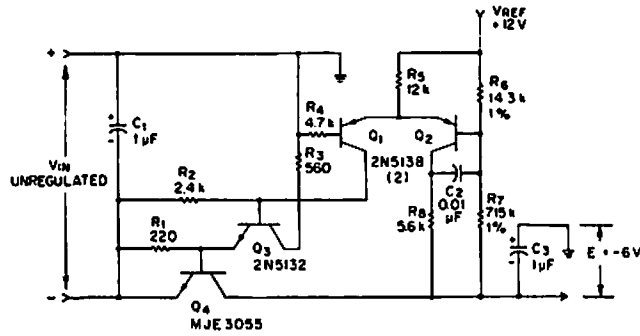 VREF
+12V
+
R5
12k
R6
14.3k
1%
R4
4.7k
C1
1µF
+
-
Q1
Q2
2N5138
(2)
R3
560
VIN
UNREGULATED
R2
2.4k
C2
0.01
µF
R7
715k
1%
R8
5.6k
R1
220
Q3
2N5132
C3
1µF
+
-
E = -6V
-
Q4
MJE3055